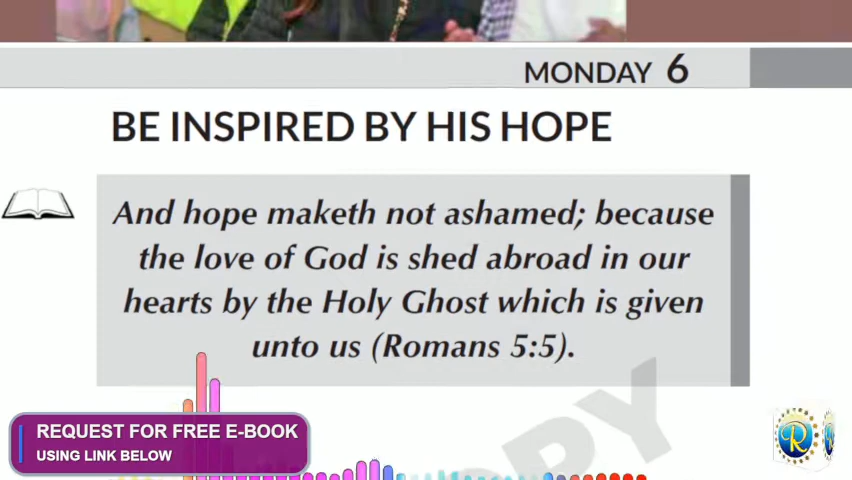 MONDAY 6
BE INSPIRED BY HIS HOPE
And hope maketh not ashamed; because
the love of God is shed abroad in our
hearts by the Holy Ghost which is given
unto us (Romans 5:5).
OPY
REQUEST FOR FREE E-BOOK
USING LINK BELOW
R